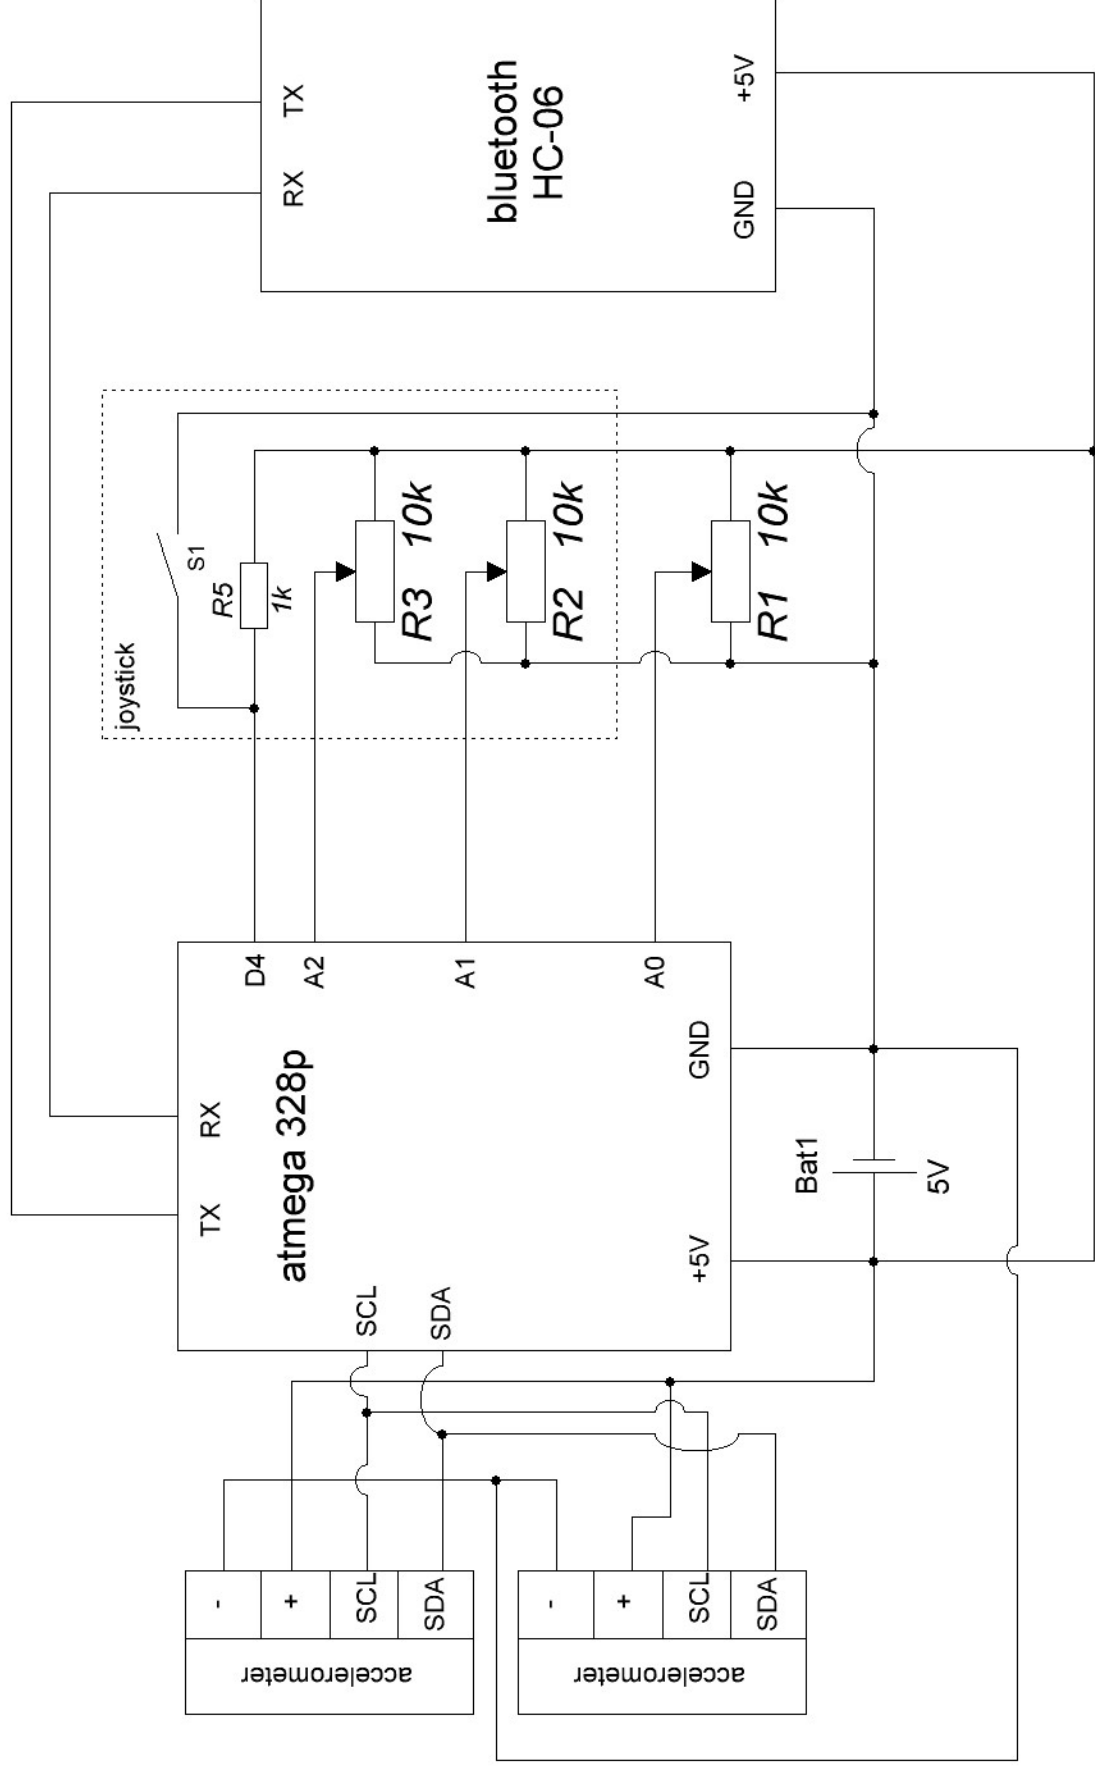 accelerometer
-
+
SCL
SDA
accelerometer
-
+
SCL
SDA
atmega 328p
TX
RX
SCL
SDA
+5V
GND
D4
A2
A1
A0
Bat1
5V
joystick
S1
R5
1k
R3 10k
R2 10k
R1 10k
bluetooth
HC-06
TX
RX
GND
+5V